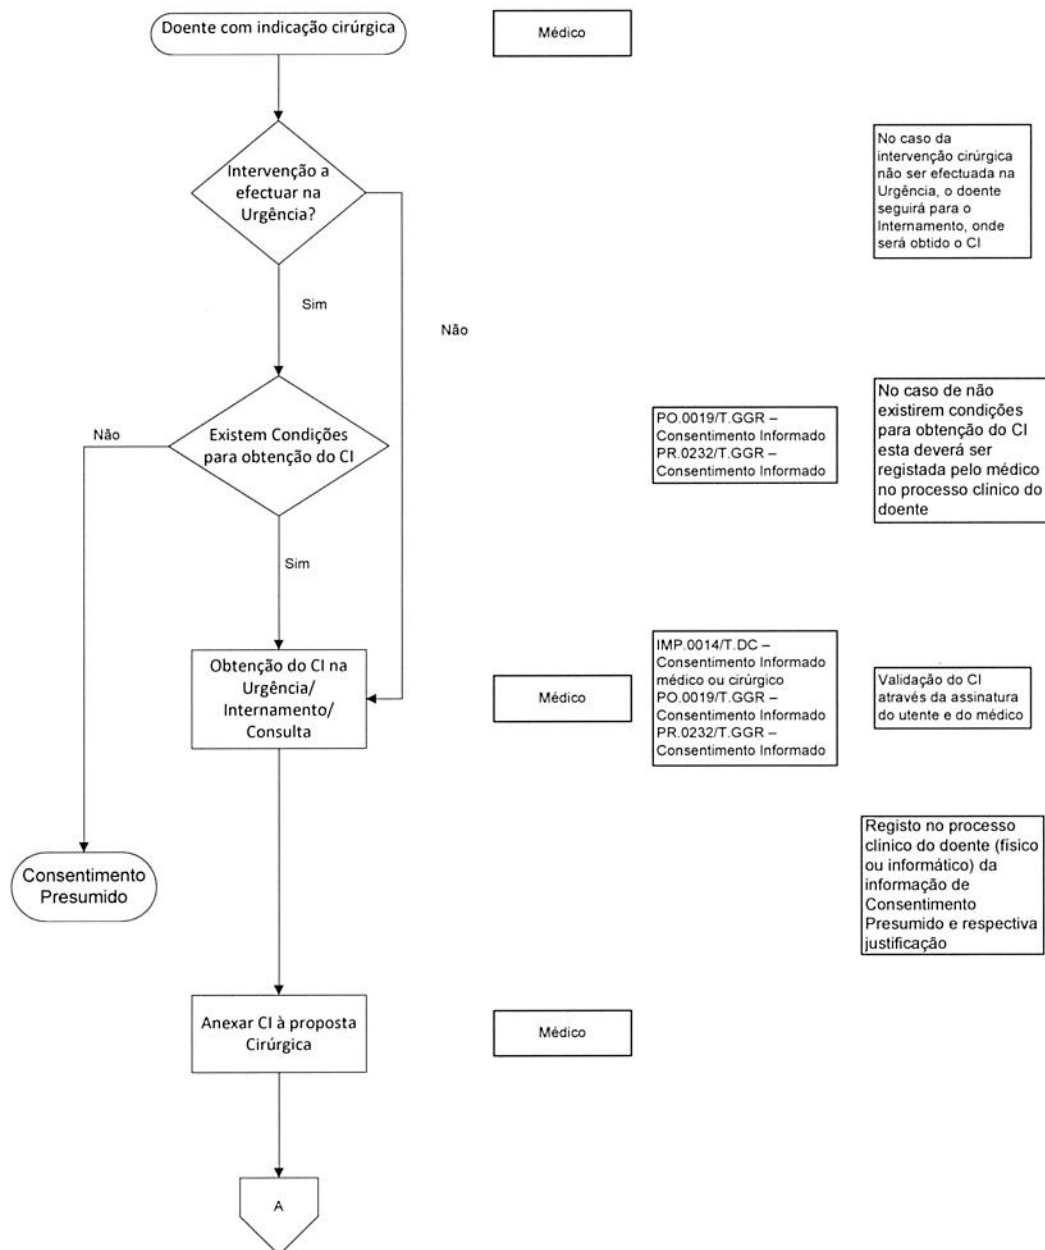 Doente com indicação cirúrgica
Médico
Intervenção a
efectuar na
Urgência?
No caso da
intervenção cirúrgica
não ser efectuada na
Urgência, o doente
seguirá para o
Internamento, onde
será obtido o CI
Sim
Não
Não
Existem Condições
para obtenção do CI
PO.0019/T.GGR –
Consentimento Informado
PR.0232/T.GGR –
Consentimento Informado
No caso de não
existirem condições
para obtenção do CI
esta deverá ser
registada pelo médico
no processo clínico do
doente
Sim
Obtenção do CI na
Urgência/
Internamento/
Consulta
Médico
IMP.0014/T.DC –
Consentimento Informado
médico ou cirúrgico
PO.0019/T.GGR –
Consentimento Informado
PR.0232/T.GGR –
Consentimento Informado
Validação do CI
através da assinatura
do utente e do médico
Consentimento
Presumido
Registo no processo
clínico do doente (físico
ou informático) da
informação de
Consentimento
Presumido e respectiva
justificação
Anexar CI à proposta
Cirúrgica
Médico
A